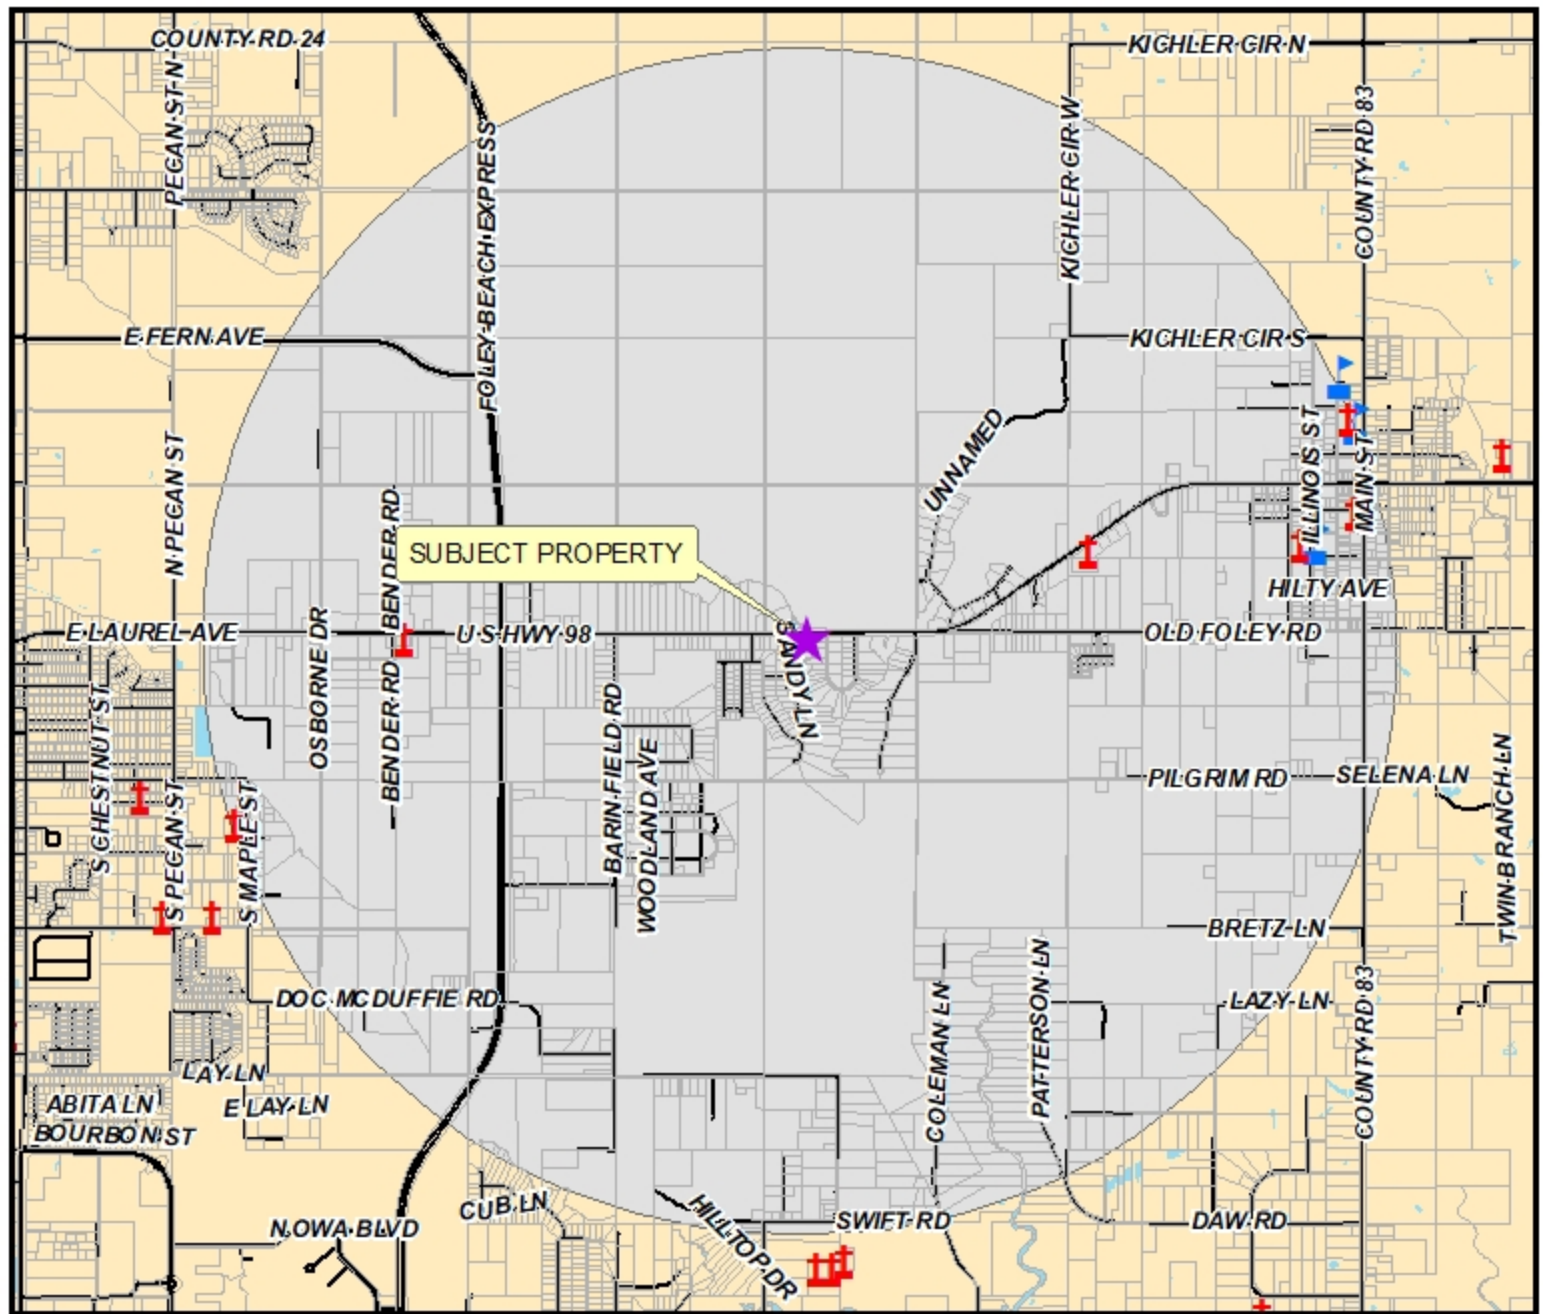 COUNTY RD 24
KICHLER CIR N
PECAN ST N
FOLEY BEACH EXPRESS
KICHLER CIR W
COUNTY RD 83
E FERN AVE
KICHLER CIR S
N PECAN ST
BENDER RD
UNNAMED
ILLINOIS ST
MAIN ST
SUBJECT PROPERTY
HILTY AVE
E LAUREL AVE
OSBORNE DR
U S HWY 98
SANDY LN
OLD FOLEY RD
S CHESTNUT ST
BENDER RD
BARIN FIELD RD
WOODLAND AVE
PILGRIM RD
SELENA LN
TWIN BRANCH LN
S PECAN ST
S MAPLE ST
BRETZ LN
DOC MCDUFFIE RD
COLEMAN LN
PATTERSON LN
LAZY LN
COUNTY RD 83
LAY LN
ABITA LN
E LAY LN
BOURBON ST
N OWA BLVD
CUB LN
HILLTOP DR
SWIFT RD
DAW RD